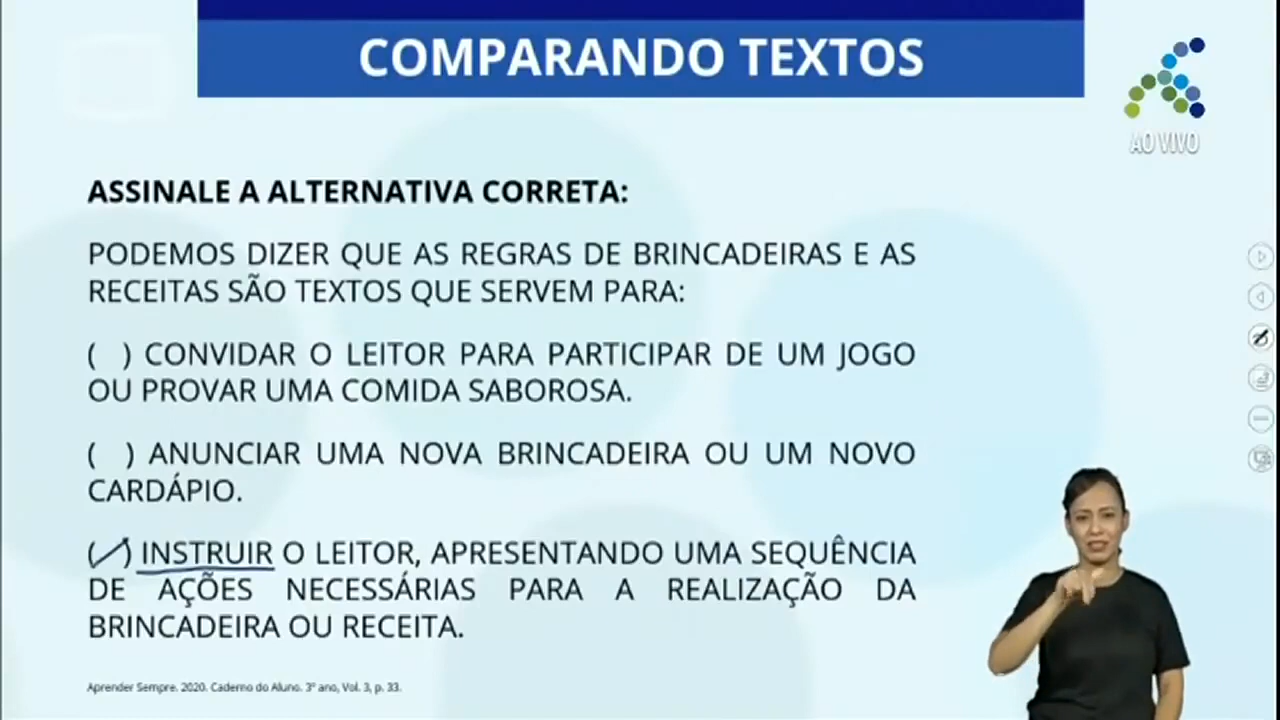 COMPARANDO TEXTOS
AO VIVO
ASSINALE A ALTERNATIVA CORRETA:
PODEMOS DIZER QUE AS REGRAS DE BRINCADEIRAS E AS
RECEITAS SÃO TEXTOS QUE SERVEM PARA:
( ) CONVIDAR O LEITOR PARA PARTICIPAR DE UM JOGO
OU PROVAR UMA COMIDA SABOROSA.
( ) ANUNCIAR UMA NOVA BRINCADEIRA OU UM NOVO
CARDÁPIO.
( ) INSTRUIR O LEITOR, APRESENTANDO UMA SEQUÊNCIA
DE AÇÕES NECESSÁRIAS PARA A REALIZAÇÃO DA
BRINCADEIRA OU RECEITA.
Aprender Sempre. 2020. Caderno do Aluno. 3º ano, Vol. 3, p. 33.